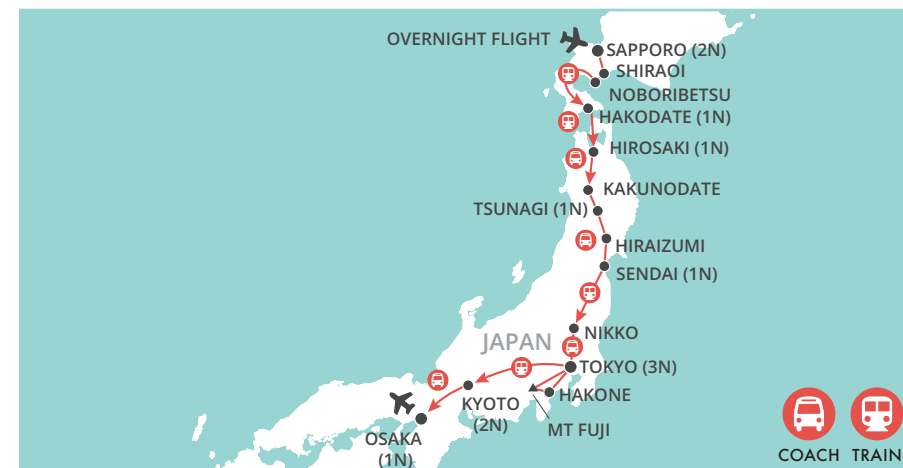 OVERNIGHT FLIGHT
SAPPORO (2N)
SHIRAOI
NOBORIBETSU
HAKODATE (1N)
HIROSAKI (1N)
KAKUNODATE
TSUNAGI (1N)
HIRAIZUMI
SENDAI (1N)
NIKKO
JAPAN
TOKYO (3N)
HAKONE
KYOTO
(2N)
MT FUJI
OSAKA
(1N)
COACH
TRAIN